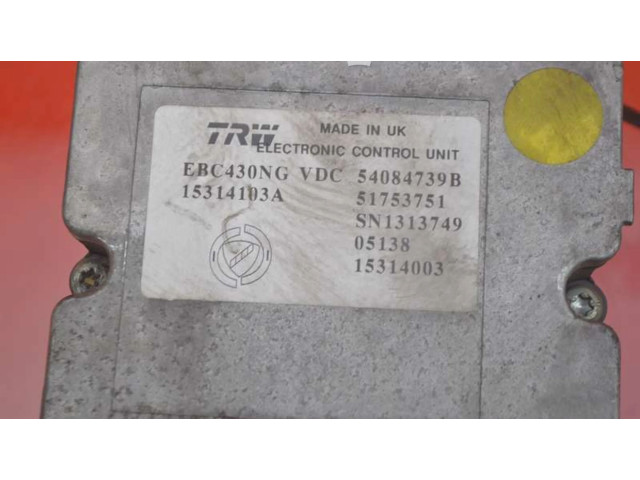 TRW MADE IN UK
ELECTRONIC CONTROL UNIT
EBC430NG VDC 54084739B
15314103A 51753751
SN1313749
05138
15314003